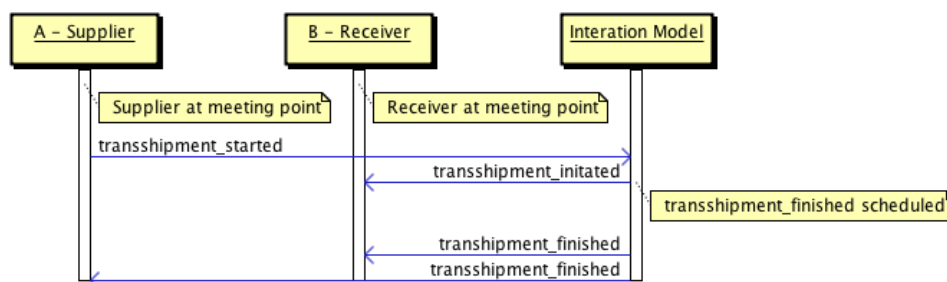 A – Supplier
B – Receiver
Interation Model
Supplier at meeting point
Receiver at meeting point
transshipment_started
transshipment_initated
transshipment_finished scheduled
transhipment_finished
transshipment_finished